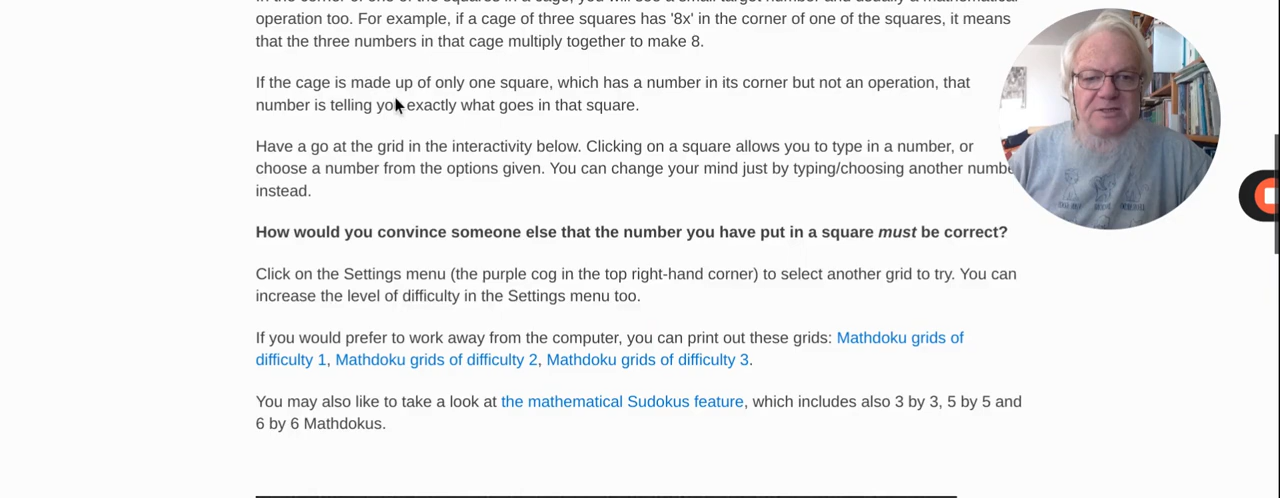 operation too. For example, if a cage of three squares has '8x' in the corner of one of the squares, it means
that the three numbers in that cage multiply together to make 8.
If the cage is made up of only one square, which has a number in its corner but not an operation, that
number is telling you exactly what goes in that square.
Have a go at the grid in the interactivity below. Clicking on a square allows you to type in a number, or
choose a number from the options given. You can change your mind just by typing/choosing another numbe
instead.
How would you convince someone else that the number you have put in a square must be correct?
Click on the Settings menu (the purple cog in the top right-hand corner) to select another grid to try. You can
increase the level of difficulty in the Settings menu too.
If you would prefer to work away from the computer, you can print out these grids: Mathdoku grids of
difficulty 1, Mathdoku grids of difficulty 2, Mathdoku grids of difficulty 3.
You may also like to take a look at the mathematical Sudokus feature, which includes also 3 by 3, 5 by 5 and
6 by 6 Mathdokus.